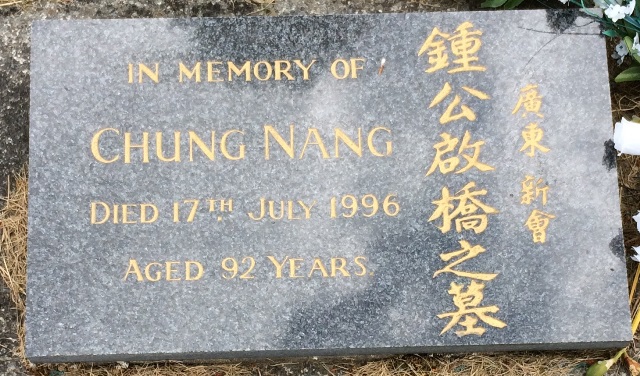 IN MEMORY OF
CHUNG NANG
DIED 17TH JULY 1996
AGED 92 YEARS.
廣東新會
鍾公啟橋之墓